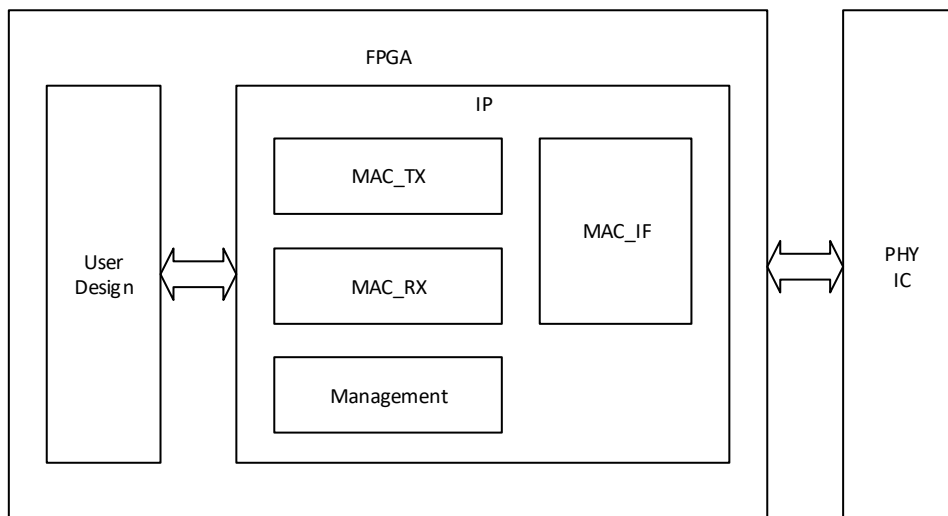 FPGA
IP
MAC_TX
MAC_IF
User
Design
MAC_RX
PHY
IC
Management